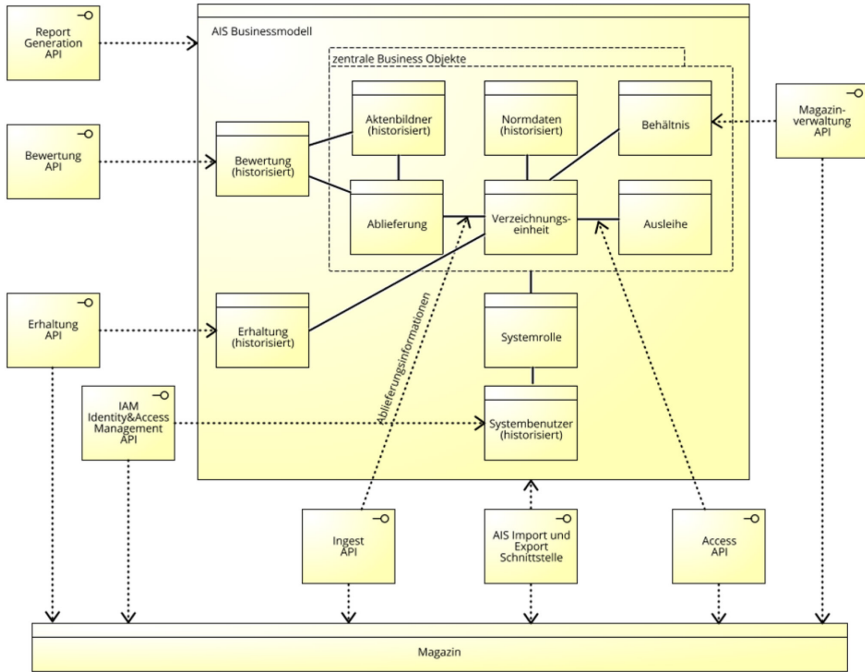 Report
Generation
API
AIS Businessmodell
zentrale Business Objekte
Aktenbildner
(historisiert)
Normdaten
(historisiert)
Behältnis
Magazin-
verwaltung
API
Bewertung
API
Bewertung
(historisiert)
Ablieferung
Verzeichnungs-
einheit
Ausleihe
Erhaltung
API
Erhaltung
(historisiert)
Systemrolle
Ablieferungsinformationen
IAM
Identity&Access
Management
API
Systembenutzer
(historisiert)
Ingest
API
AIS Import und
Export
Schnittstelle
Access
API
Magazin